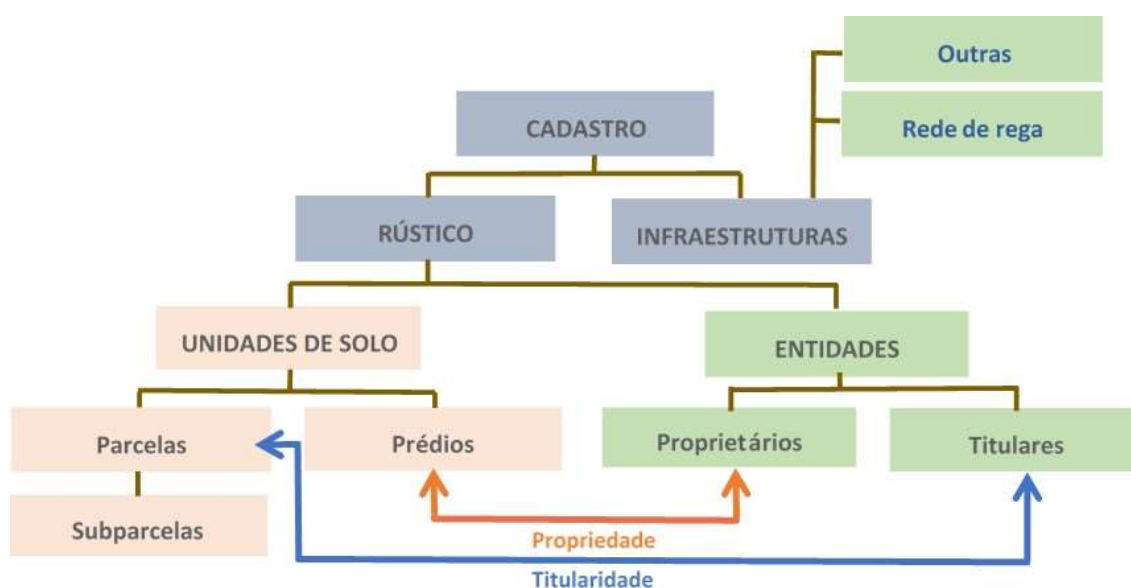 Outras
CADASTRO
Rede de rega
RÚSTICO
INFRAESTRUTURAS
UNIDADES DE SOLO
ENTIDADES
Parcelas
Prédios
Proprietários
Titulares
Subparcelas
Propriedade
Titularidade